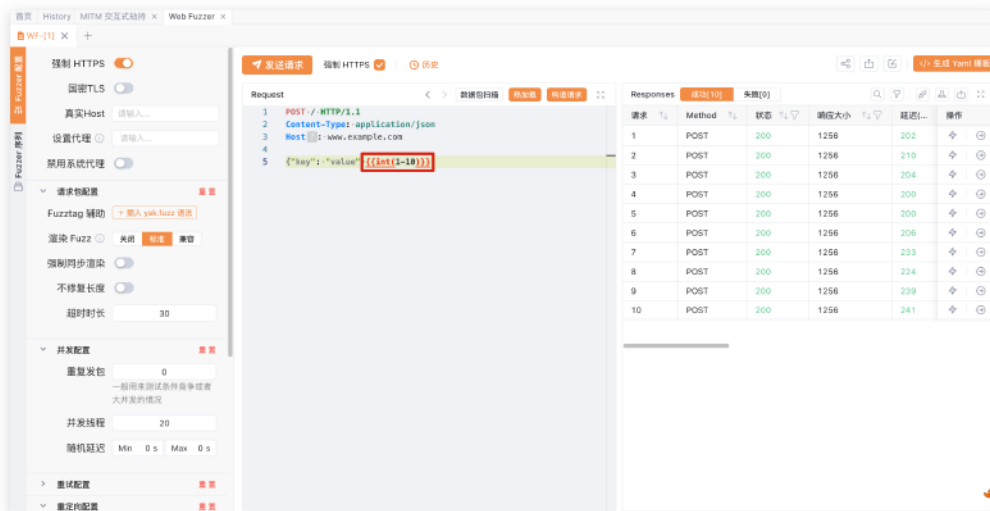 首页 History MITM 交互式劫持 × Web Fuzzer ×
WF-[1] × +
Fuzzer 配置
Fuzzer 序列
强制 HTTPS
国密TLS
真实Host 请输入...
设置代理 请输入...
禁用系统代理
请求包配置 重置
Fuzztag 辅助 + 插入 yak.fuzz 语法
渲染 Fuzz 关闭 标准 兼容
强制同步渲染
不修复长度
超时时长 30
并发配置 重置
重复发包 0
一般用来测试条件竞争或者
大并发的情况
并发线程 20
随机延迟 Min 0 s Max 0 s
重试配置 重置
重定向配置 重置
发送请求 强制 HTTPS 历史
</> 生成 Yaml 模板
Request < > 数据包扫描 热加载 构造请求
1 POST / HTTP/1.1
2 Content-Type: application/json
3 Host : www.example.com
4
5 {"key": "value" {{int(1-10)}}}
Responses 成功[10] 失败[0]
请求 Method 状态 响应大小 延迟(... 操作
1 POST 200 1256 202
2 POST 200 1256 210
3 POST 200 1256 204
4 POST 200 1256 200
5 POST 200 1256 200
6 POST 200 1256 206
7 POST 200 1256 233
8 POST 200 1256 224
9 POST 200 1256 239
10 POST 200 1256 241